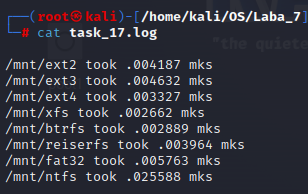 (root㉿kali)-[/home/kali/OS/Laba_7]
# cat task_17.log
"the quiete
/mnt/ext2 took .004187 mks
/mnt/ext3 took .004632 mks
/mnt/ext4 took .003327 mks
/mnt/xfs took .002662 mks
/mnt/btrfs took .002889 mks
/mnt/reiserfs took .003964 mks
/mnt/fat32 took .005763 mks
/mnt/ntfs took .025588 mks